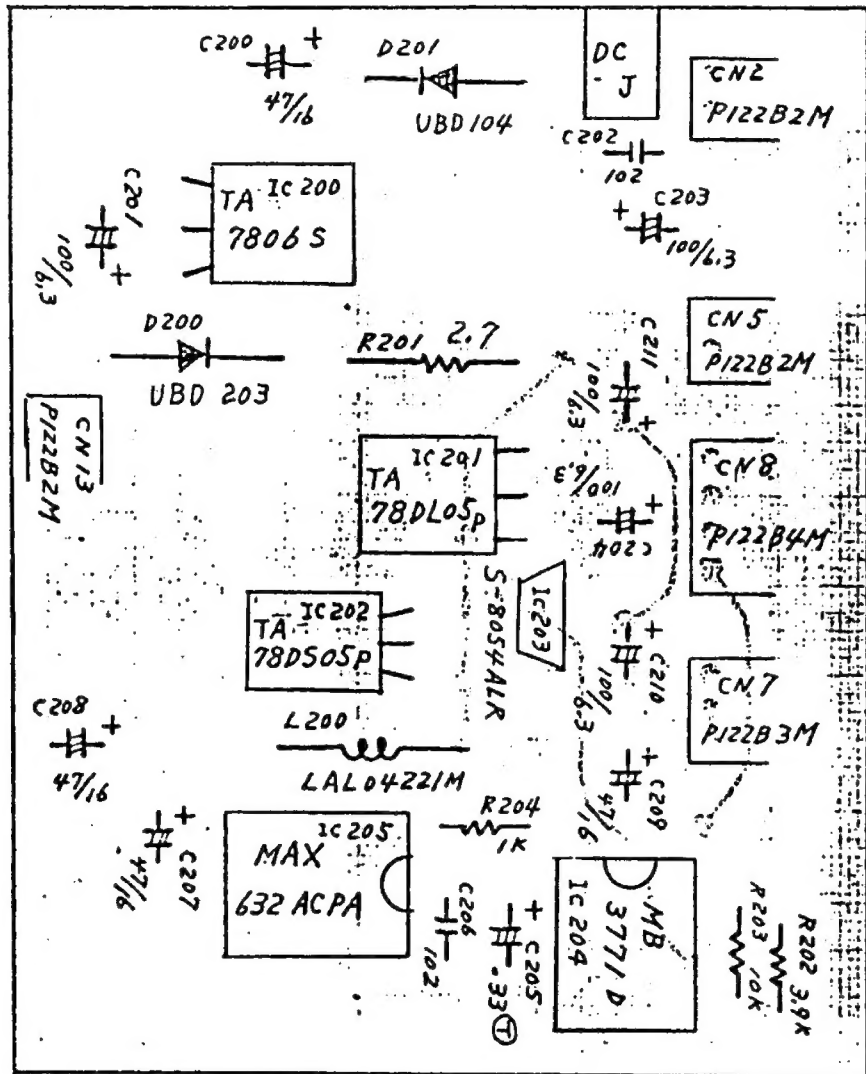 C200
+
47/16
D201
UBD104
DC
J
CN2
P122B2M
C202
102
C203
+
100/6.3
C201
100/6.3
+
IC200
TA
7806S
D200
UBD 203
R201
2.7
C211
100/6.3
+
CN5
P122B2M
CN13
P122B2M
IC201
TA
78DL05P
100/6.3
+
C204
CN8
P122B4M
IC202
TA
78DS05P
IC203
S-8054ALR
+
C210
100/6.3
CN7
P122B3M
C208
+
47/16
L200
LAL04221M
+
C209
47/16
+
C207
47/16
IC205
MAX
632ACPA
R204
1K
C206
102
+
C205
.33 Ⓣ
MB
3771D
IC204
R203
10K
R202 3.9K